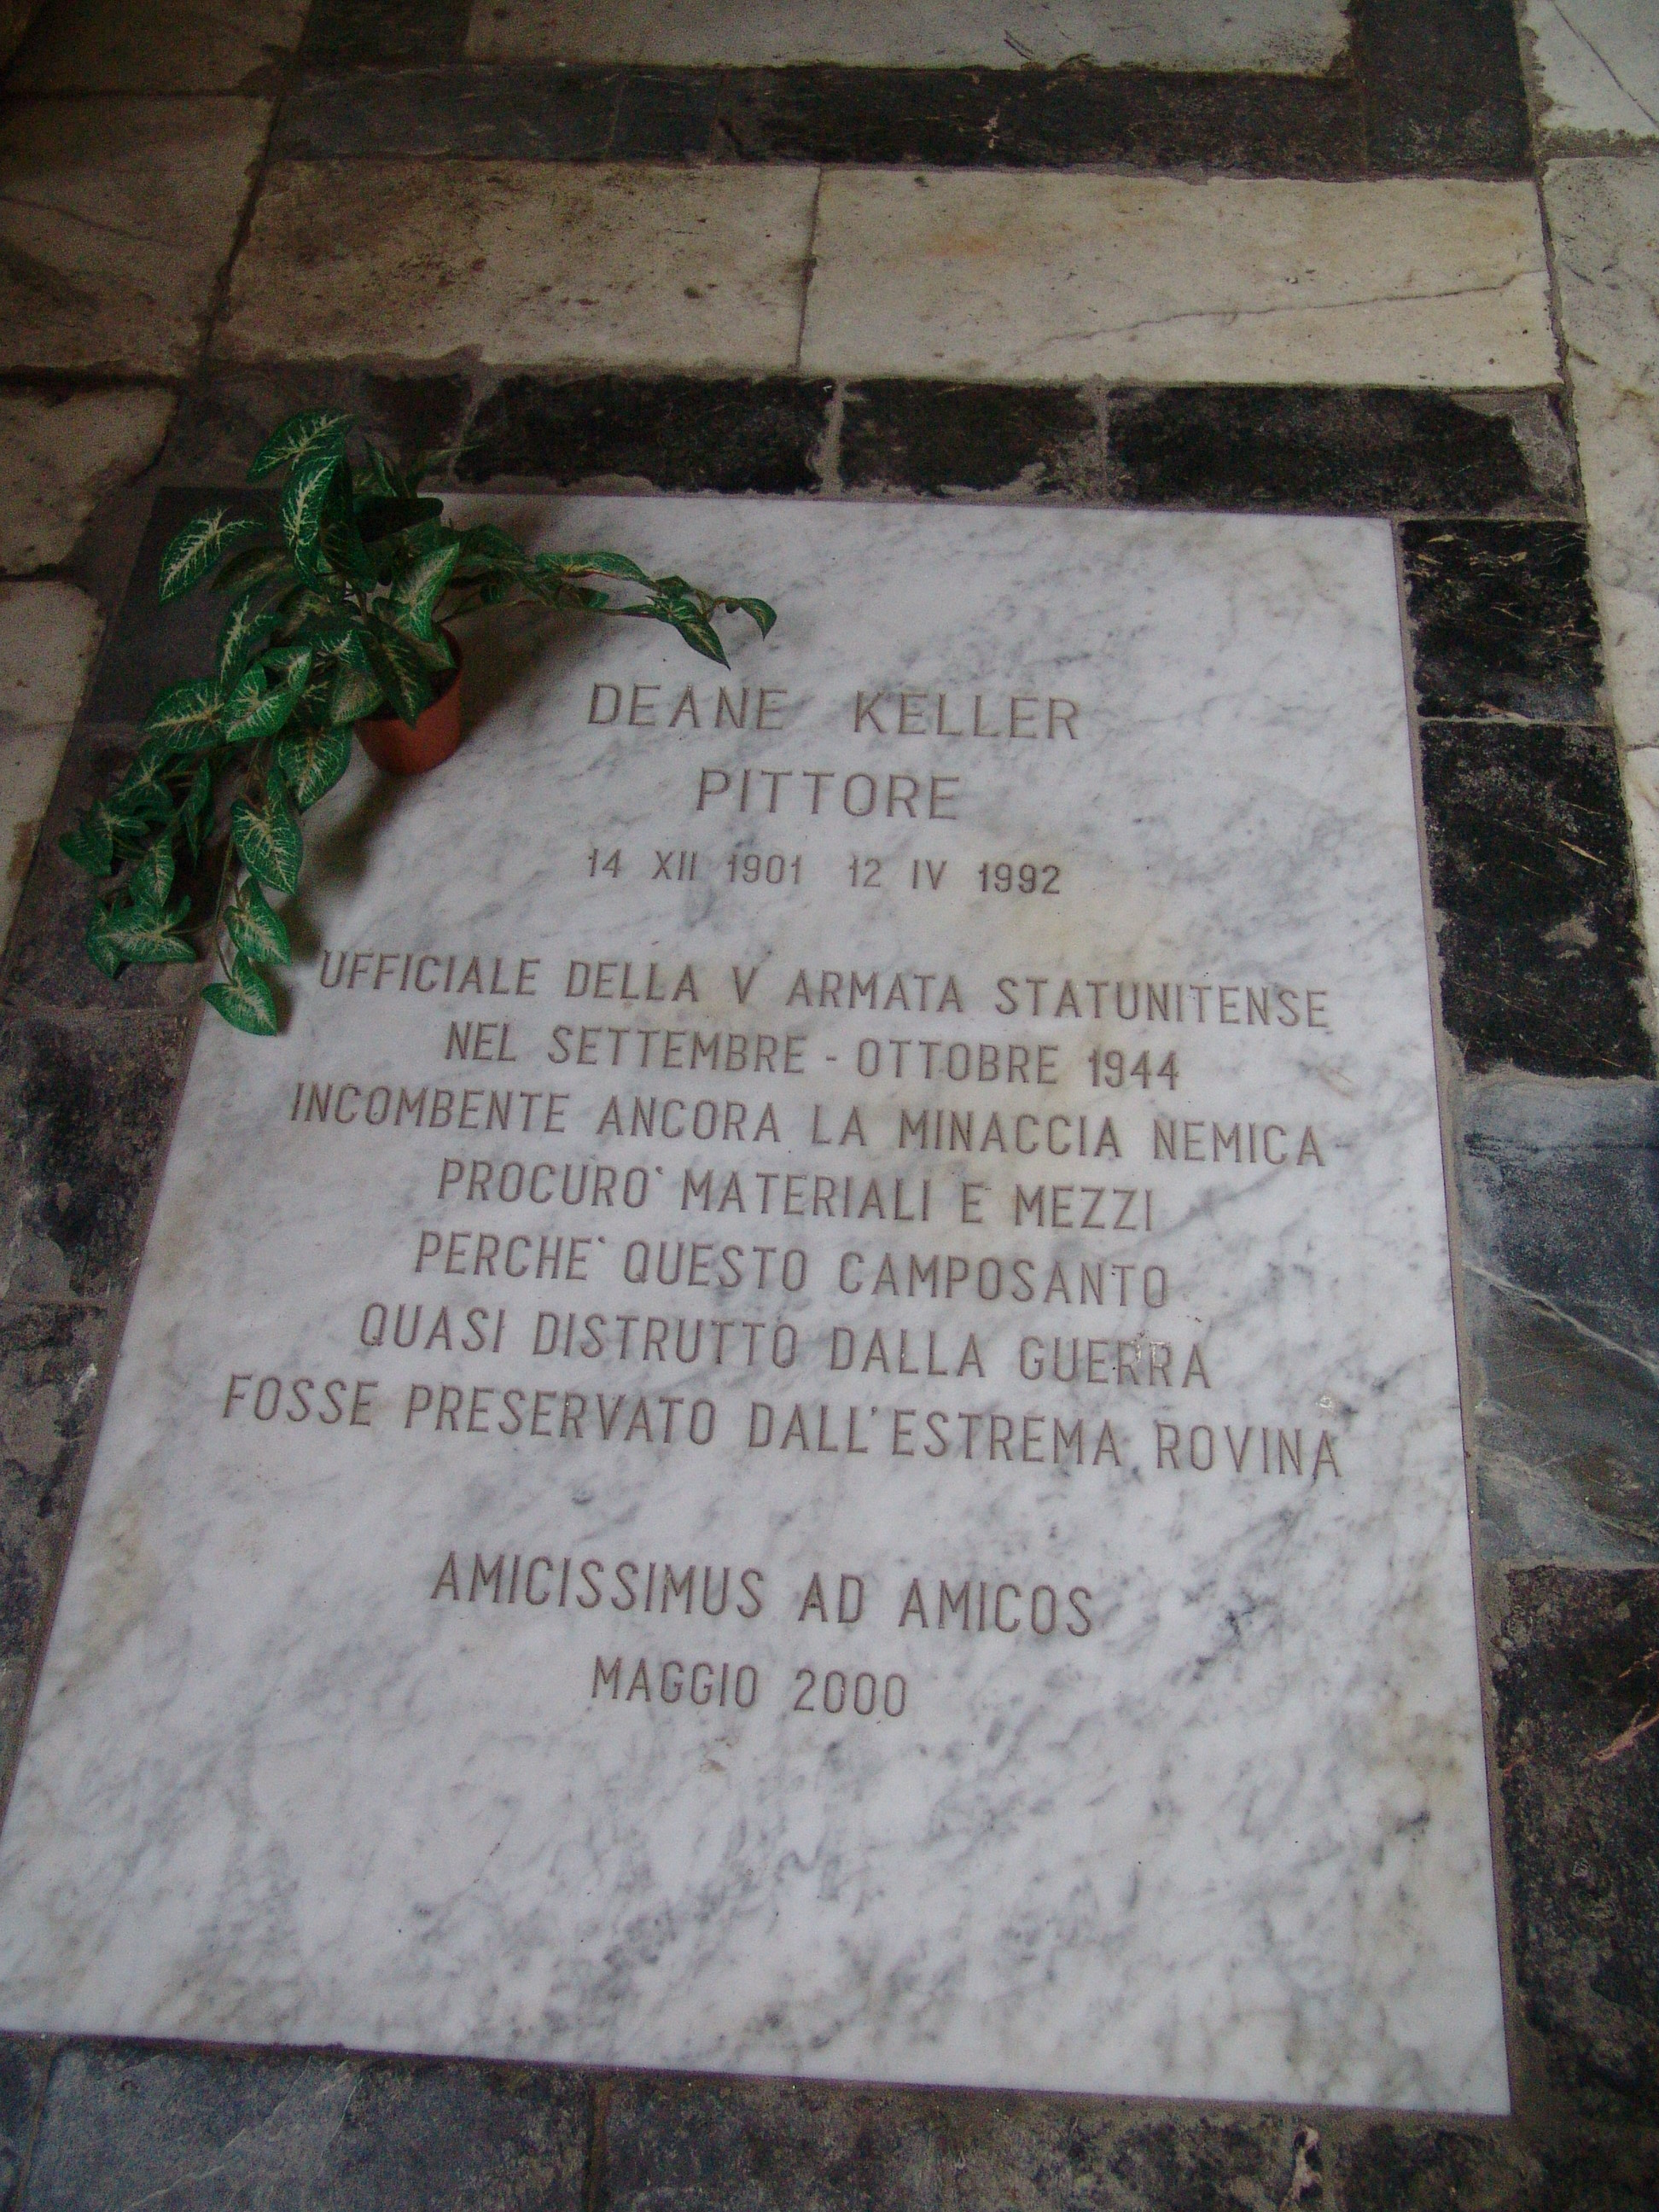 DEANE KELLER
PITTORE
14 XII 1901 12 IV 1992
UFFICIALE DELLA V ARMATA STATUNITENSE
NEL SETTEMBRE - OTTOBRE 1944
INCOMBENTE ANCORA LA MINACCIA NEMICA -
PROCURO` MATERIALI E MEZZI
PERCHE` QUESTO CAMPOSANTO
QUASI DISTRUTTO DALLA GUERRA
FOSSE PRESERVATO DALL'ESTREMA ROVINA
AMICISSIMUS AD AMICOS
MAGGIO 2000